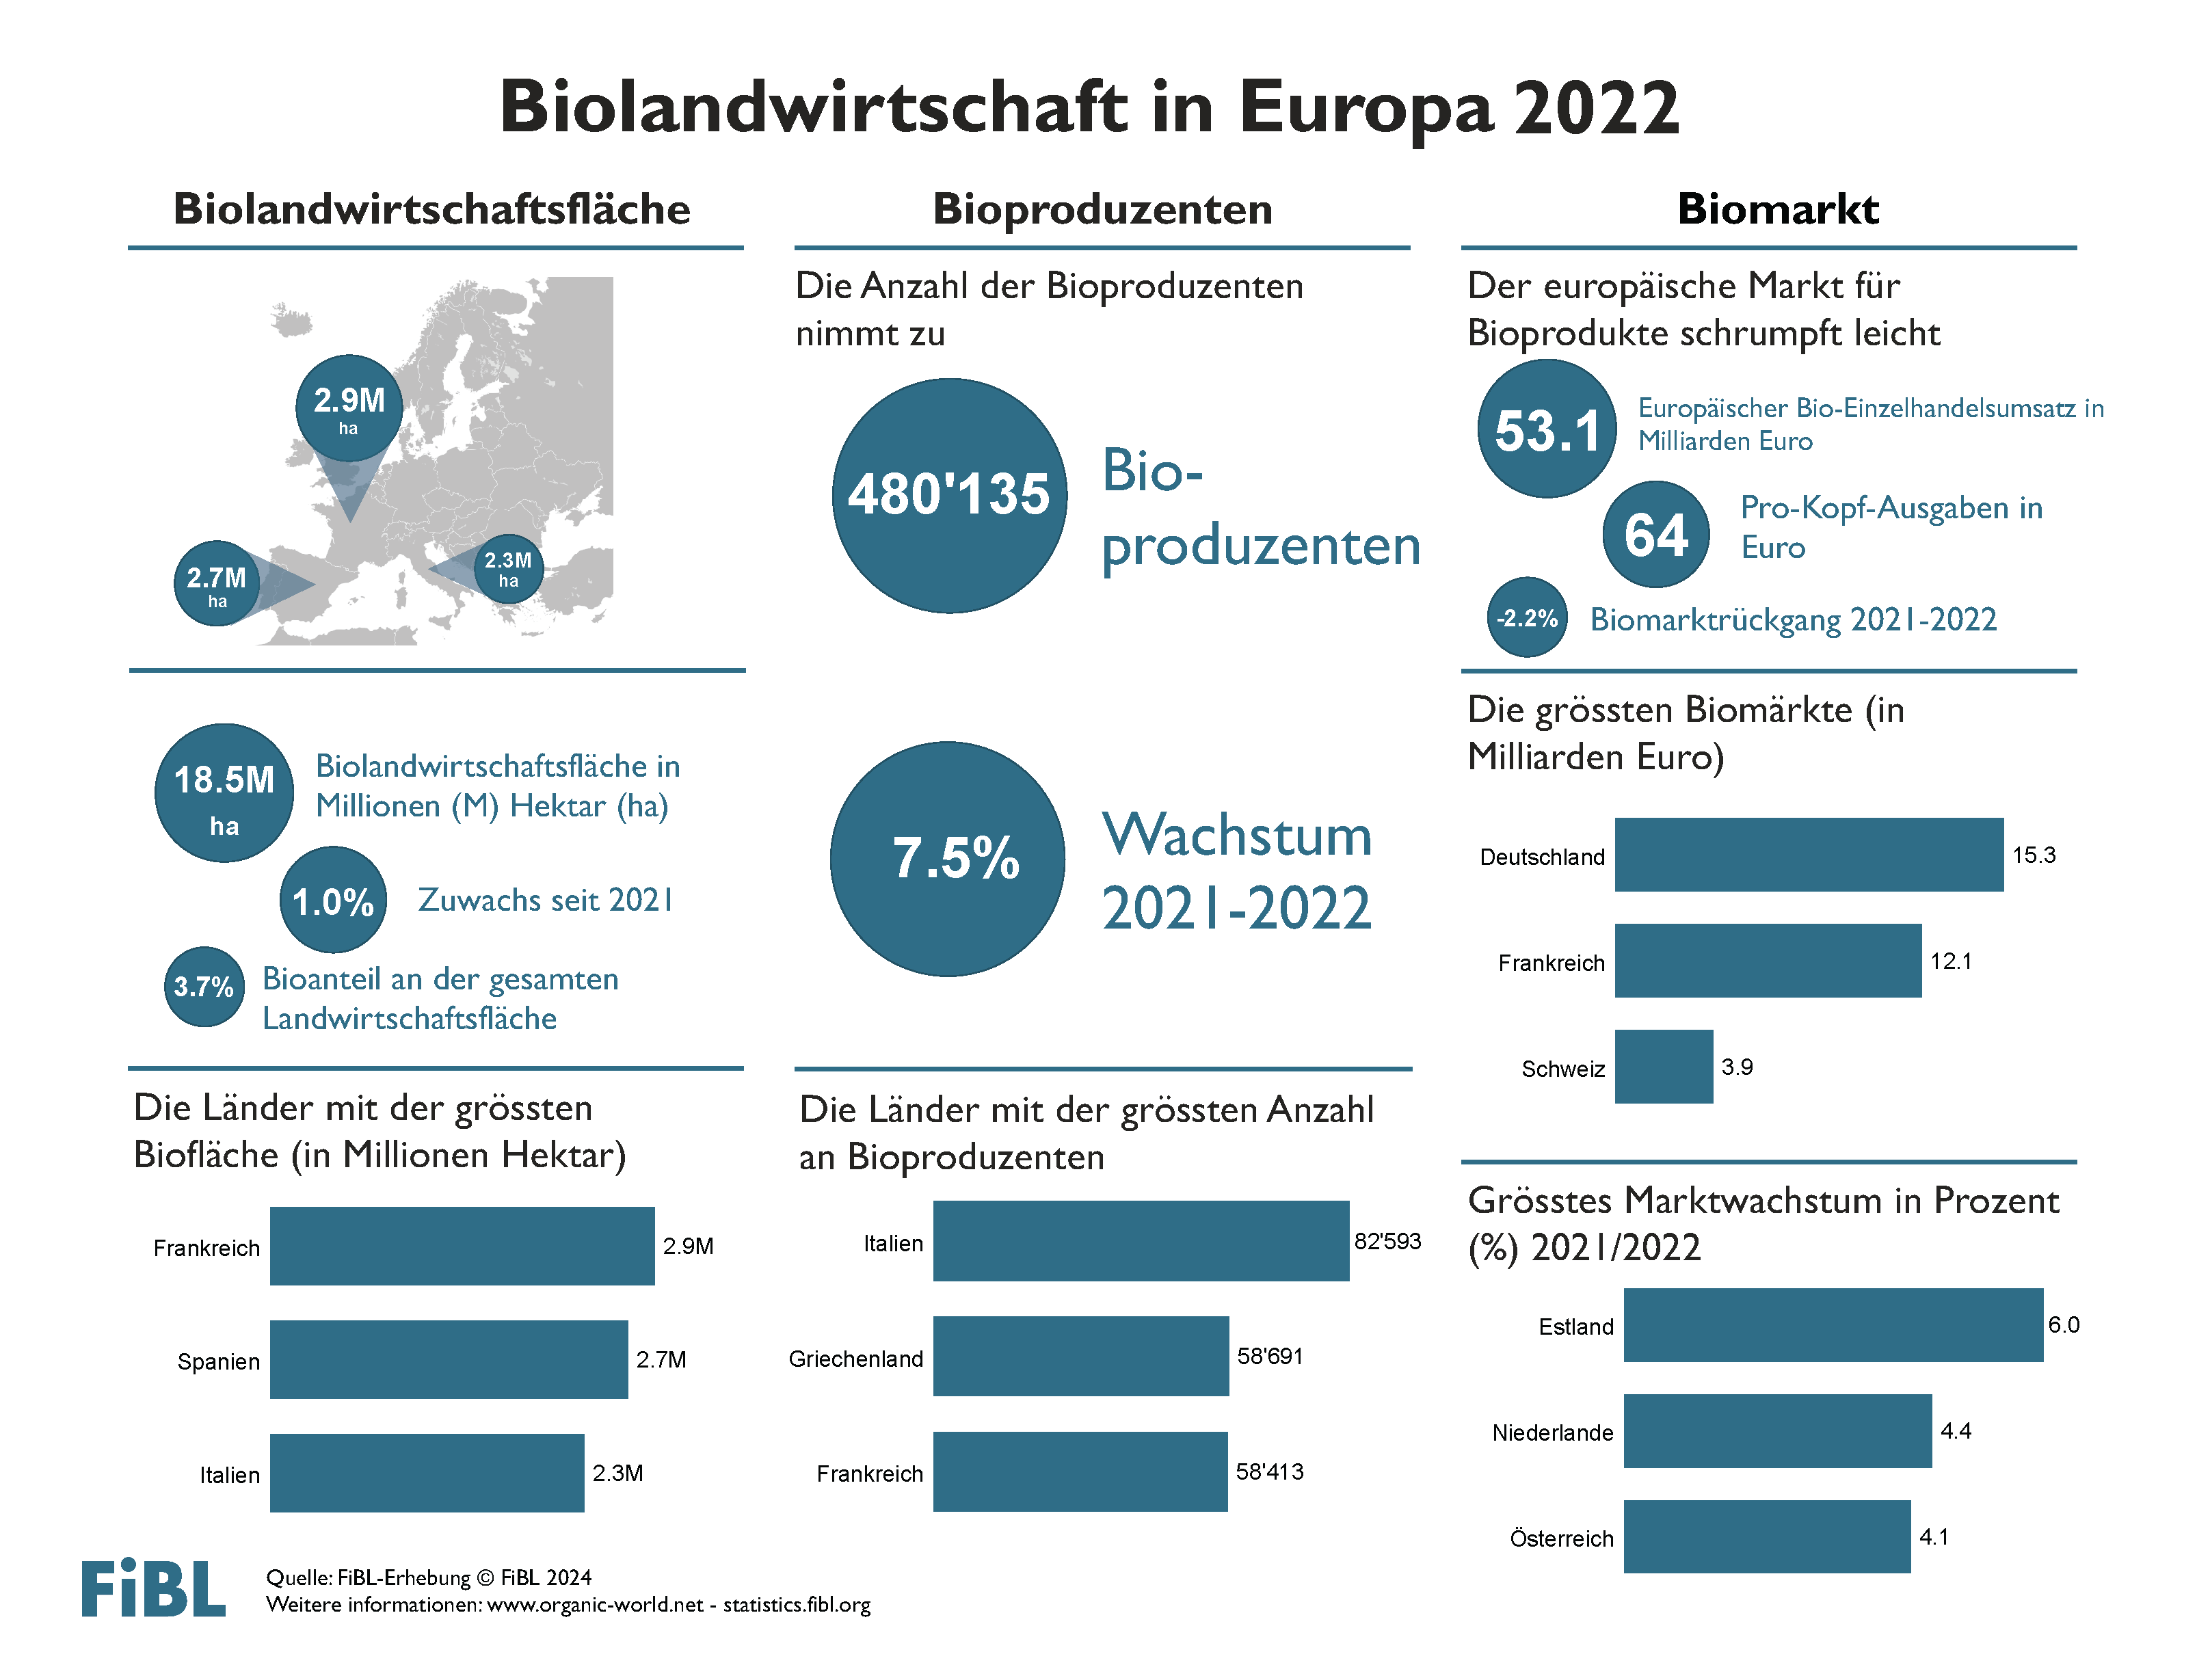 Biolandwirtschaft in Europa 2022
Biolandwirtschaftsfläche
2.9M
ha
2.7M
ha
2.3M
ha
18.5M
ha
Biolandwirtschaftsfläche in
Millionen (M) Hektar (ha)
1.0%
Zuwachs seit 2021
3.7%
Bioanteil an der gesamten
Landwirtschaftsfläche
Die Länder mit der grössten
Biofläche (in Millionen Hektar)
Frankreich 2.9M
Spanien 2.7M
Italien 2.3M
Bioproduzenten
Die Anzahl der Bioproduzenten
nimmt zu
480'135
Bio-
produzenten
7.5%
Wachstum
2021-2022
Die Länder mit der grössten Anzahl
an Bioproduzenten
Italien 82'593
Griechenland 58'691
Frankreich 58'413
Biomarkt
Der europäische Markt für
Bioprodukte schrumpft leicht
53.1
Europäischer Bio-Einzelhandelsumsatz in
Milliarden Euro
64
Pro-Kopf-Ausgaben in
Euro
-2.2%
Biomarktrückgang 2021-2022
Die grössten Biomärkte (in
Milliarden Euro)
Deutschland 15.3
Frankreich 12.1
Schweiz 3.9
Grösstes Marktwachstum in Prozent
(%) 2021/2022
Estland 6.0
Niederlande 4.4
Österreich 4.1
FiBL
Quelle: FiBL-Erhebung © FiBL 2024
Weitere informationen: www.organic-world.net - statistics.fibl.org